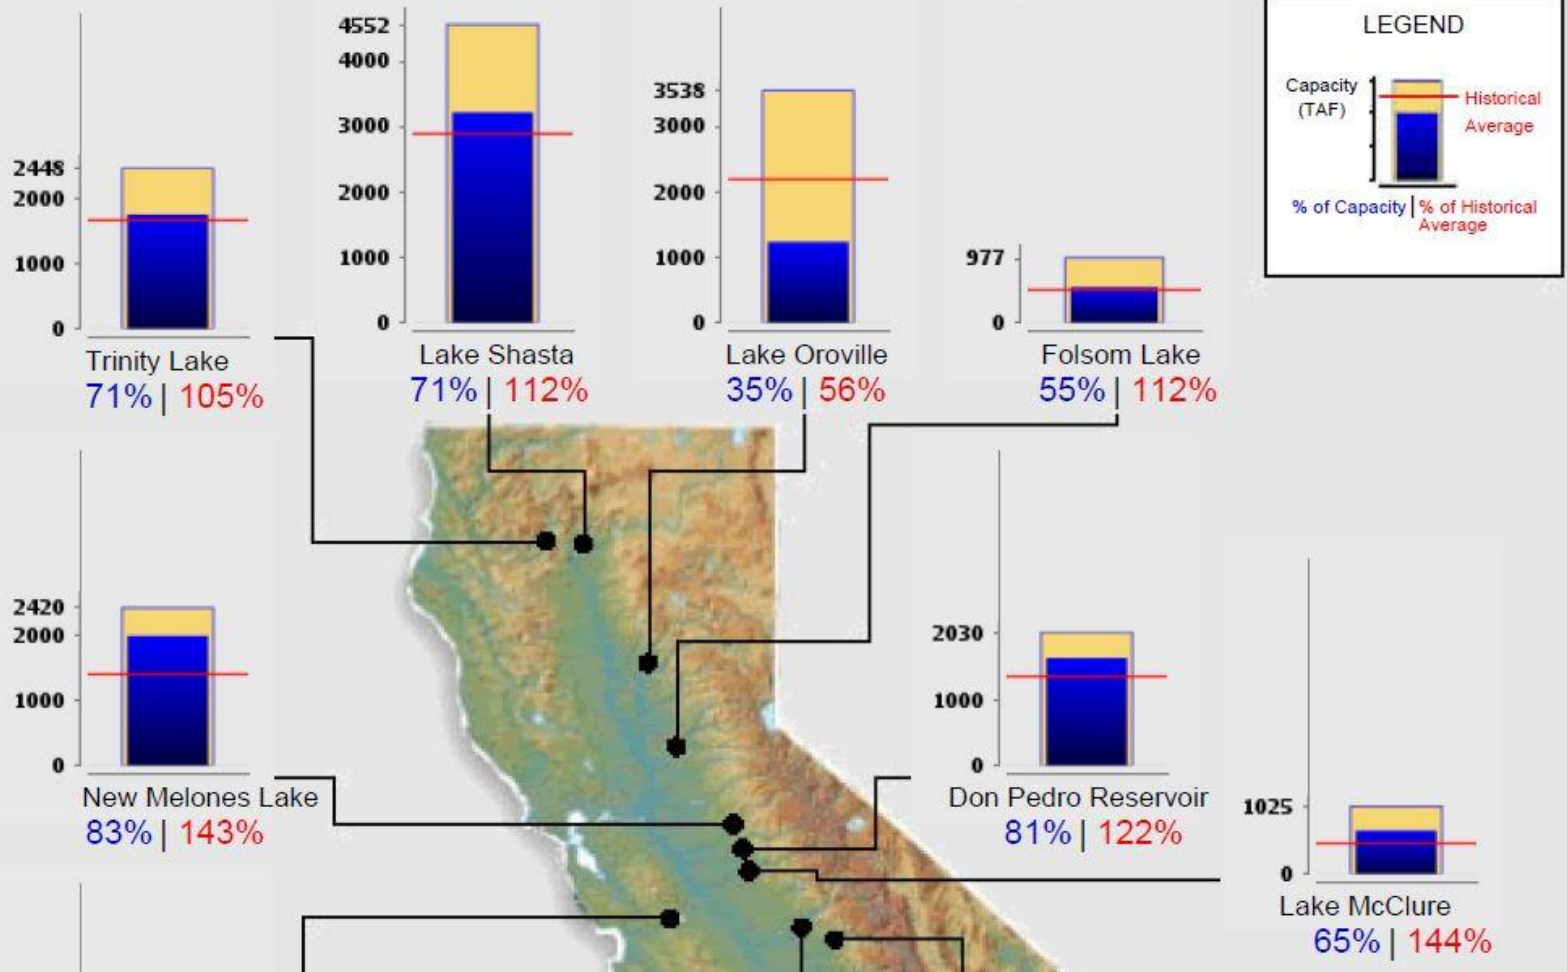 4552
4000
3000
2000
1000
0
Lake Shasta
71% | 112%
3538
3000
2000
1000
0
Lake Oroville
35% | 56%
2448
2000
1000
0
Trinity Lake
71% | 105%
977
0
Folsom Lake
55% | 112%
LEGEND
Capacity
(TAF)
Historical
Average
% of Capacity | % of Historical
Average
2420
2000
1000
0
New Melones Lake
83% | 143%
2030
1000
0
Don Pedro Reservoir
81% | 122%
1025
0
Lake McClure
65% | 144%